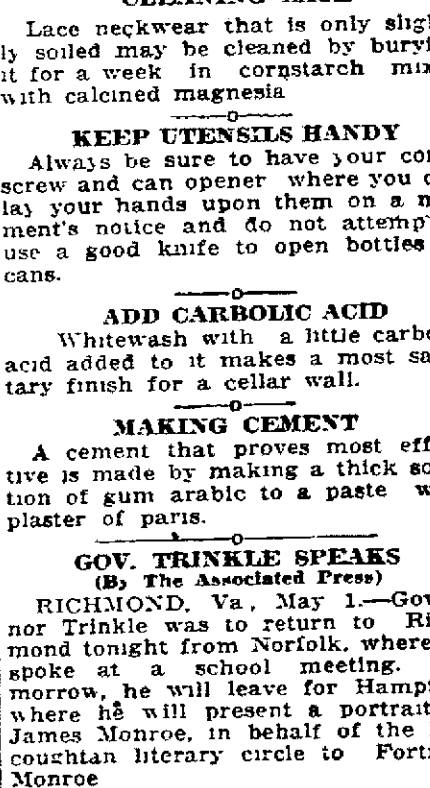 Lace neckwear that is only slig
ly soiled may be cleaned by buryi
it for a week in cornstarch mix
with calcined magnesia
KEEP UTENSILS HANDY
Always be sure to have your cor
screw and can opener where you c
lay your hands upon them on a m
ment's notice and do not attemp
use a good knife to open bottles
cans.
ADD CARBOLIC ACID
Whitewash with a little carbo
acid added to it makes a most sa
tary finish for a cellar wall.
MAKING CEMENT
A cement that proves most eff
tive is made by making a thick so
tion of gum arabic to a paste w
plaster of paris.
GOV. TRINKLE SPEAKS
(By The Associated Press)
RICHMOND, Va, May 1.—Gov
nor Trinkle was to return to Ri
mond tonight from Norfolk, where
spoke at a school meeting.
morrow, he will leave for Hampt
where he will present a portrait
James Monroe, in behalf of the
coughtan literary circle to Fortr
Monroe